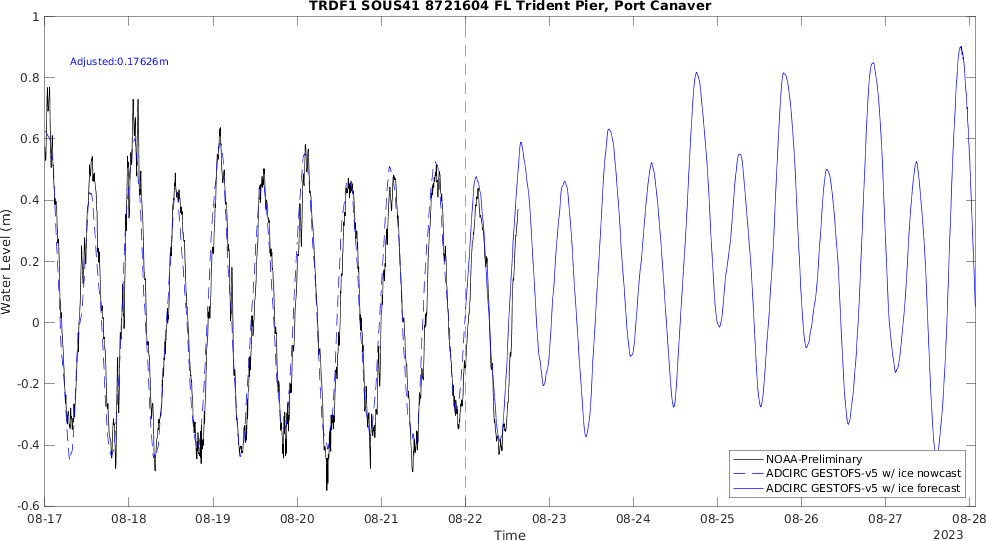 TRDF1 SOUS41 8721604 FL Trident Pier, Port Canaver
Adjusted:0.17626m
Water Level (m)
1
0.8
0.6
0.4
0.2
0
-0.2
-0.4
-0.6
NOAA-Preliminary
ADCIRC GESTOFS-v5 w/ ice nowcast
ADCIRC GESTOFS-v5 w/ ice forecast
08-17 08-18 08-19 08-20 08-21 08-22 08-23 08-24 08-25 08-26 08-27 08-28
Time
2023